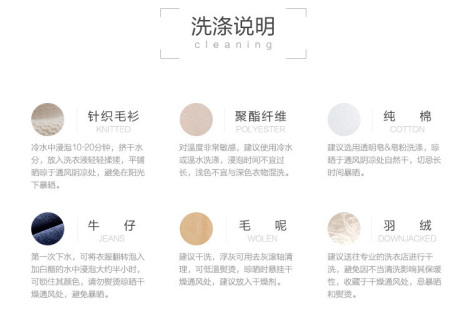 洗涤说明
cleaning
针织毛衫
KNITTED
冷水中浸泡10-20分钟，挤干水
分，放入洗衣液轻轻揉搓，平铺
晒晾于通风阴凉处，避免在阳光
下暴晒。
聚酯纤维
POLYESTER
对温度非常敏感，建议使用冷水
或温水洗涤，浸泡时间不宜过
长，浅色不宜与深色衣物混洗。
纯 棉
COTTON
建议选用透明皂&皂粉洗涤，晾
晒于通风阴凉处自然干，切忌长
时间暴晒。
牛 仔
JEANS
第一次下水，可将衣服翻转泡入
加白醋的水中浸泡大约半小时，
可锁住其颜色，请勿熨烫晾晒干
燥通风处，避免暴晒。
毛 呢
WOLEN
建议干洗，浮灰可用去灰滚轴清
理，可低温熨烫，晾晒时悬挂干
燥通风处，建议放入干燥剂。
羽 绒
DOWNJACKED
建议送往专业的洗衣店进行干
洗，避免因不当清洗影响其保暖
性，收藏于干燥通风处，忌暴晒
和熨烫。